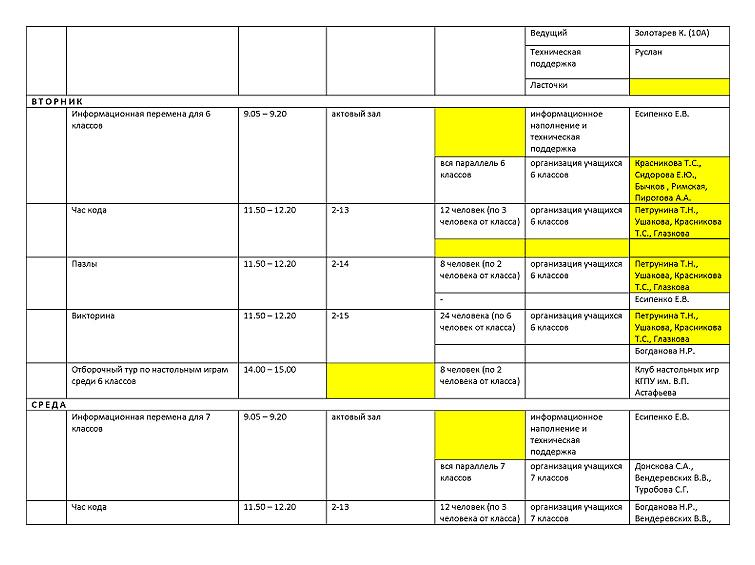 Ведущий
Золотарев К. (10А)
Техническая
поддержка
Руслан
Ласточки
ВТОРНИК
Информационная перемена для 6
классов
9.05 – 9.20
актовый зал
информационное
наполнение и
техническая
поддержка
Есипенко Е.В.
вся параллель 6
классов
организация учащихся
6 классов
Красникова Т.С.,
Сидорова Е.Ю.,
Бычков , Римская,
Пирогова А.А.
Час кода
11.50 – 12.20
2-13
12 человек (по 3
человека от класса)
организация учащихся
6 классов
Петрунина Т.Н.,
Ушакова, Красникова
Т.С., Глазкова
Пазлы
11.50 – 12.20
2-14
8 человек (по 2
человека от класса)
организация учащихся
6 классов
Петрунина Т.Н.,
Ушакова, Красникова
Т.С., Глазкова
-
Есипенко Е.В.
Викторина
11.50 – 12.20
2-15
24 человека (по 6
человек от класса)
организация учащихся
6 классов
Петрунина Т.Н.,
Ушакова, Красникова
Т.С., Глазкова
Богданова Н.Р.
Отборочный тур по настольным играм
среди 6 классов
14.00 – 15.00
8 человек (по 2
человека от класса)
Клуб настольных игр
КГПУ им. В.П.
Астафьева
СРЕДА
Информационная перемена для 7
классов
9.05 – 9.20
актовый зал
информационное
наполнение и
техническая
поддержка
Есипенко Е.В.
вся параллель 7
классов
организация учащихся
7 классов
Донскова С.А.,
Вендеревских В.В.,
Туробова С.Г.
Час кода
11.50 – 12.20
2-13
12 человек (по 3
человека от класса)
организация учащихся
7 классов
Богданова Н.Р.,
Вендеревских В.В.,